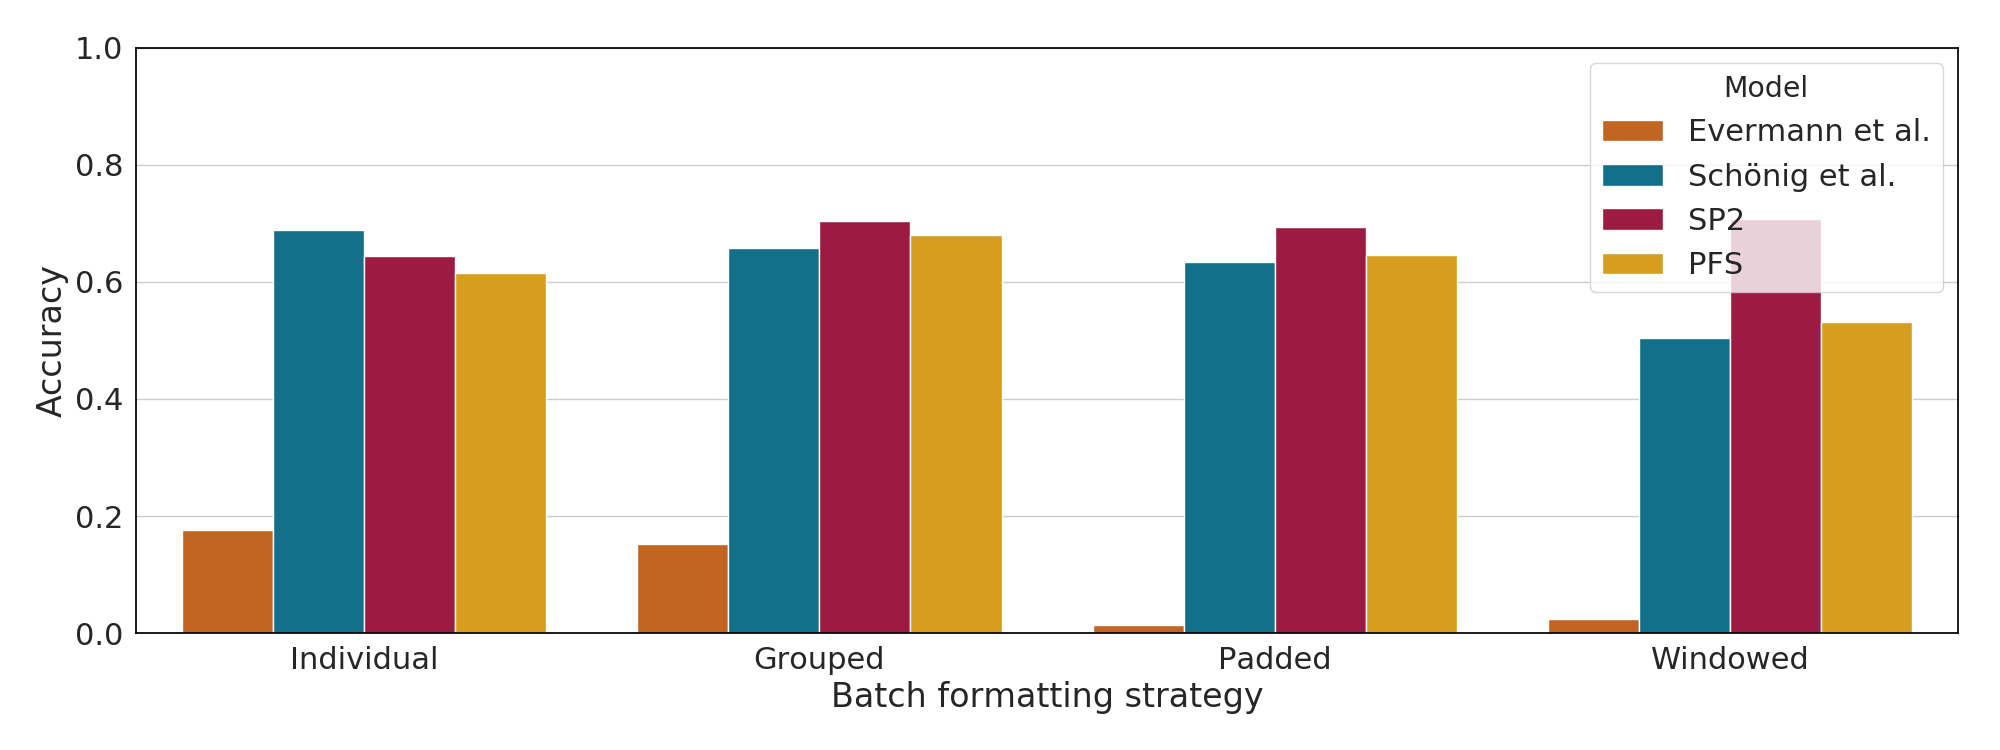 1.0
0.8
0.6
0.4
0.2
0.0
Accuracy
Model
Evermann et al.
Schönig et al.
SP2
PFS
Individual
Grouped
Padded
Windowed
Batch formatting strategy